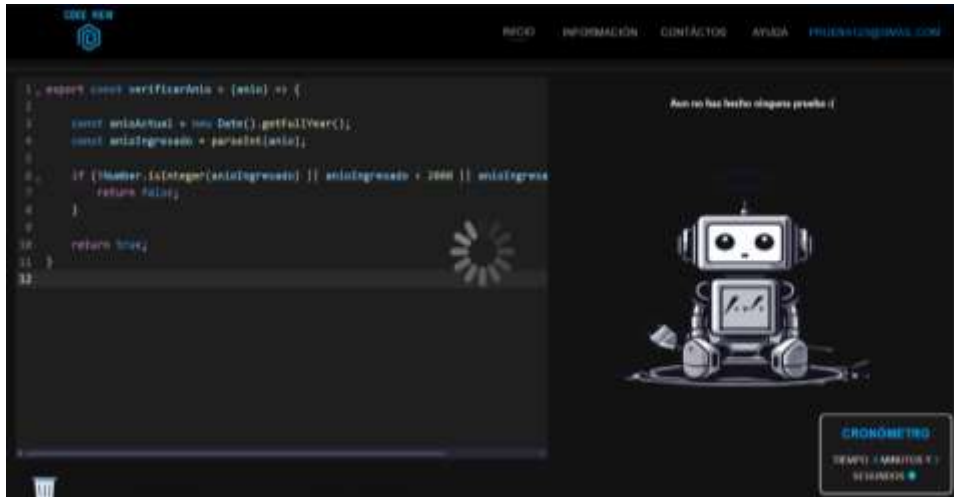 CODE VIEW
INICIO INFORMACIÓN CONTÁCTOS AYUDA
1 export const verificarAnio = (anio) => {
2
3 const anioActual = new Date().getFullYear();
4 const anioIngresado = parseInt(anio);
5
6 if (!Number.isInteger(anioIngresado) || anioIngresado < 2000 || anioIngresa
7 return false;
8 }
9
10 return true;
11 }
12
Aun no has hecho ninguna prueba :(
CRONÓMETRO
TIEMPO: MINUTOS Y
SEGUNDOS